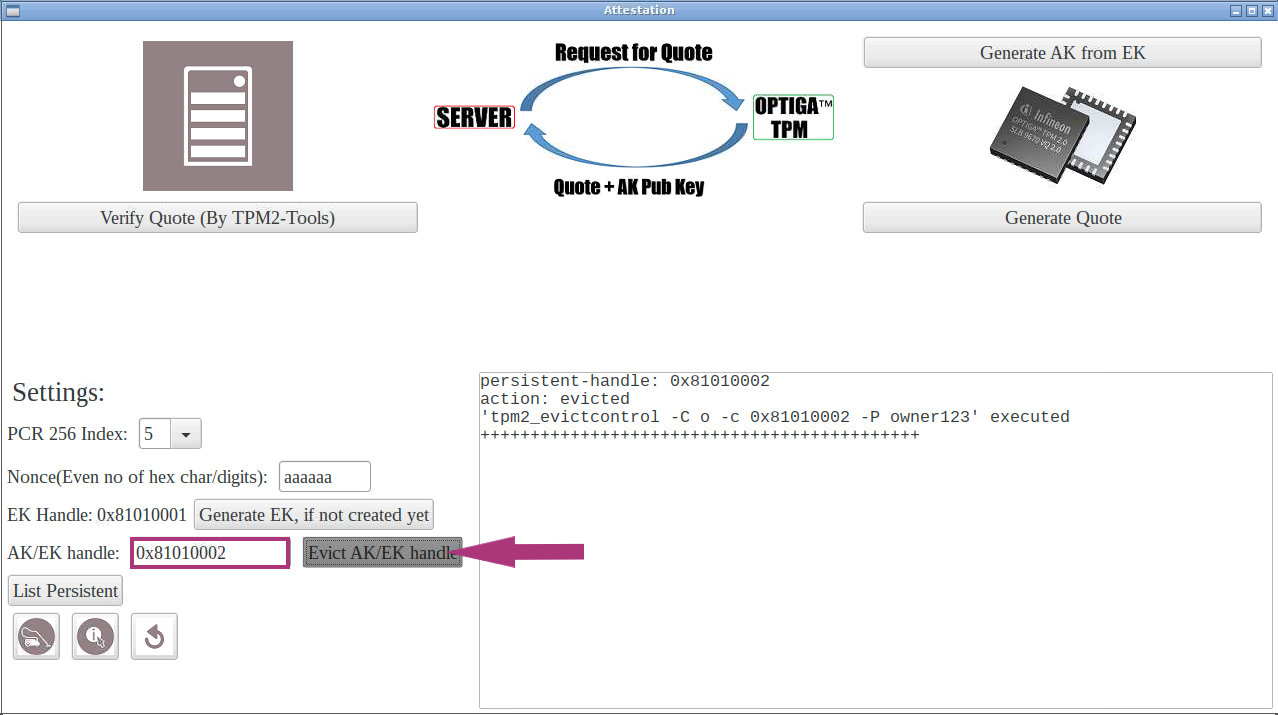 Attestation
Request for Quote
SERVER
OPTIGA™
TPM
Quote + AK Pub Key
Generate AK from EK
infineon
OPTIGA™ TPM 2.0
SLB 9670 VQ 2.0
Verify Quote (By TPM2-Tools)
Generate Quote
Settings:
PCR 256 Index: 5
Nonce(Even no of hex char/digits): aaaaaa
EK Handle: 0x81010001 Generate EK, if not created yet
AK/EK handle: 0x81010002 Evict AK/EK handle
List Persistent
persistent-handle: 0x81010002
action: evicted
'tpm2_evictcontrol -C o -c 0x81010002 -P owner123' executed
++++++++++++++++++++++++++++++++++++++++++++